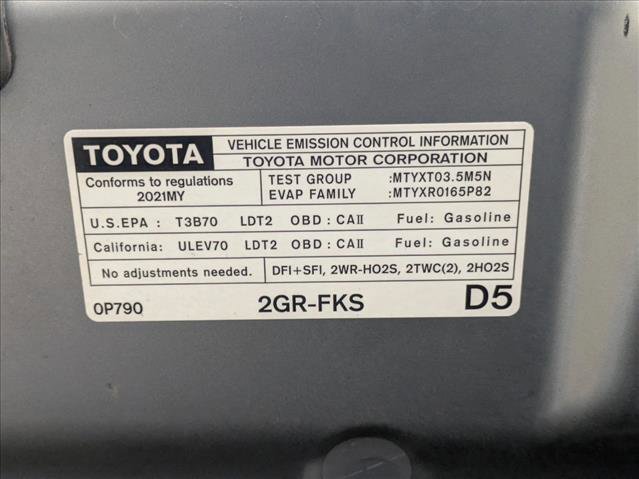 TOYOTA
VEHICLE EMISSION CONTROL INFORMATION
TOYOTA MOTOR CORPORATION
Conforms to regulations
2021MY
TEST GROUP :MTYXT03.5M5N
EVAP FAMILY :MTYXR0165P82
U.S.EPA : T3B70 LDT2 OBD : CAII Fuel: Gasoline
California: ULEV70 LDT2 OBD : CAII Fuel: Gasoline
No adjustments needed.
DFI+SFI, 2WR-HO2S, 2TWC(2), 2HO2S
0P790
2GR-FKS
D5